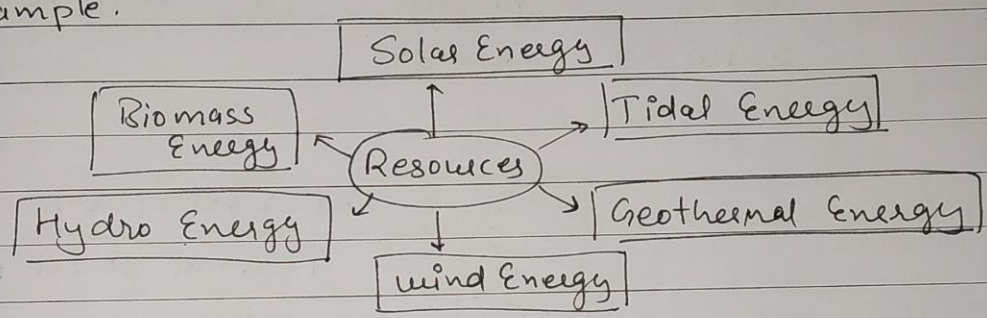 ample.
Solar Energy
Biomass
Energy
Tidal Energy
Resources
Hydro Energy
Geothermal Energy
wind Energy